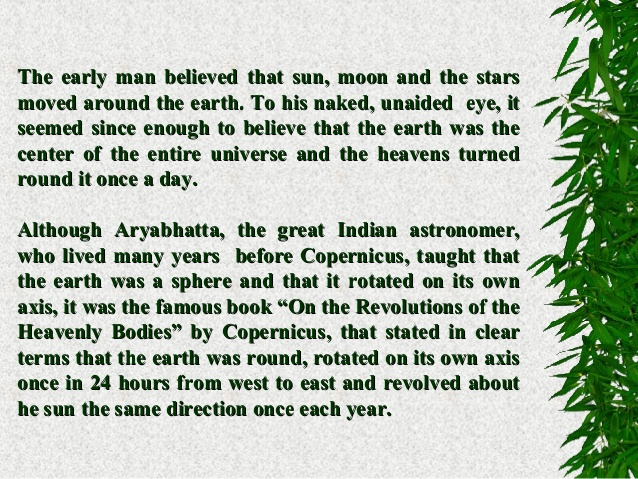 The early man believed that sun, moon and the stars
moved around the earth. To his naked, unaided eye, it
seemed since enough to believe that the earth was the
center of the entire universe and the heavens turned
round it once a day.
Although Aryabhatta, the great Indian astronomer,
who lived many years before Copernicus, taught that
the earth was a sphere and that it rotated on its own
axis, it was the famous book “On the Revolutions of the
Heavenly Bodies” by Copernicus, that stated in clear
terms that the earth was round, rotated on its own axis
once in 24 hours from west to east and revolved about
he sun the same direction once each year.